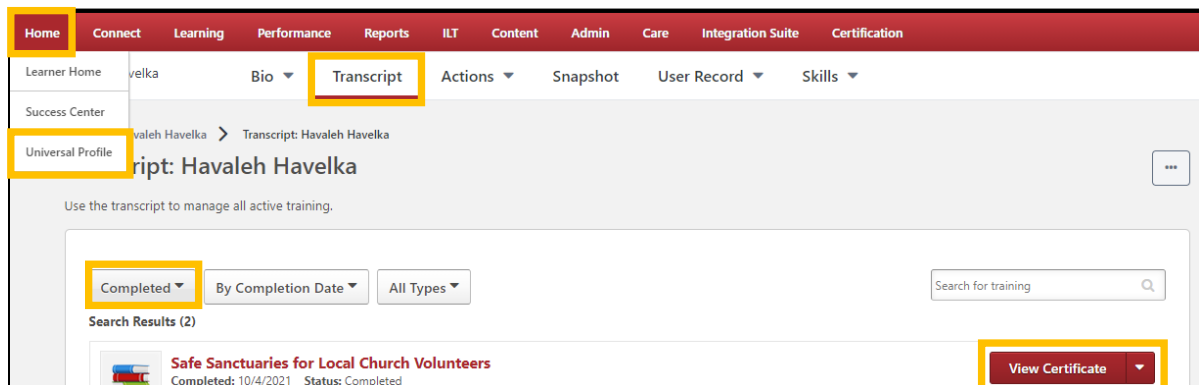 Home Connect Learning Performance Reports ILT Content Admin Care Integration Suite Certification
Learner Home
Success Center
Universal Profile
velka Bio Transcript Actions Snapshot User Record Skills
valeh Havelka > Transcript: Havaleh Havelka
ript: Havaleh Havelka
...
Use the transcript to manage all active training.
Completed By Completion Date All Types Search for training
Search Results (2)
Safe Sanctuaries for Local Church Volunteers
Completed: 10/4/2021 Status: Completed
View Certificate